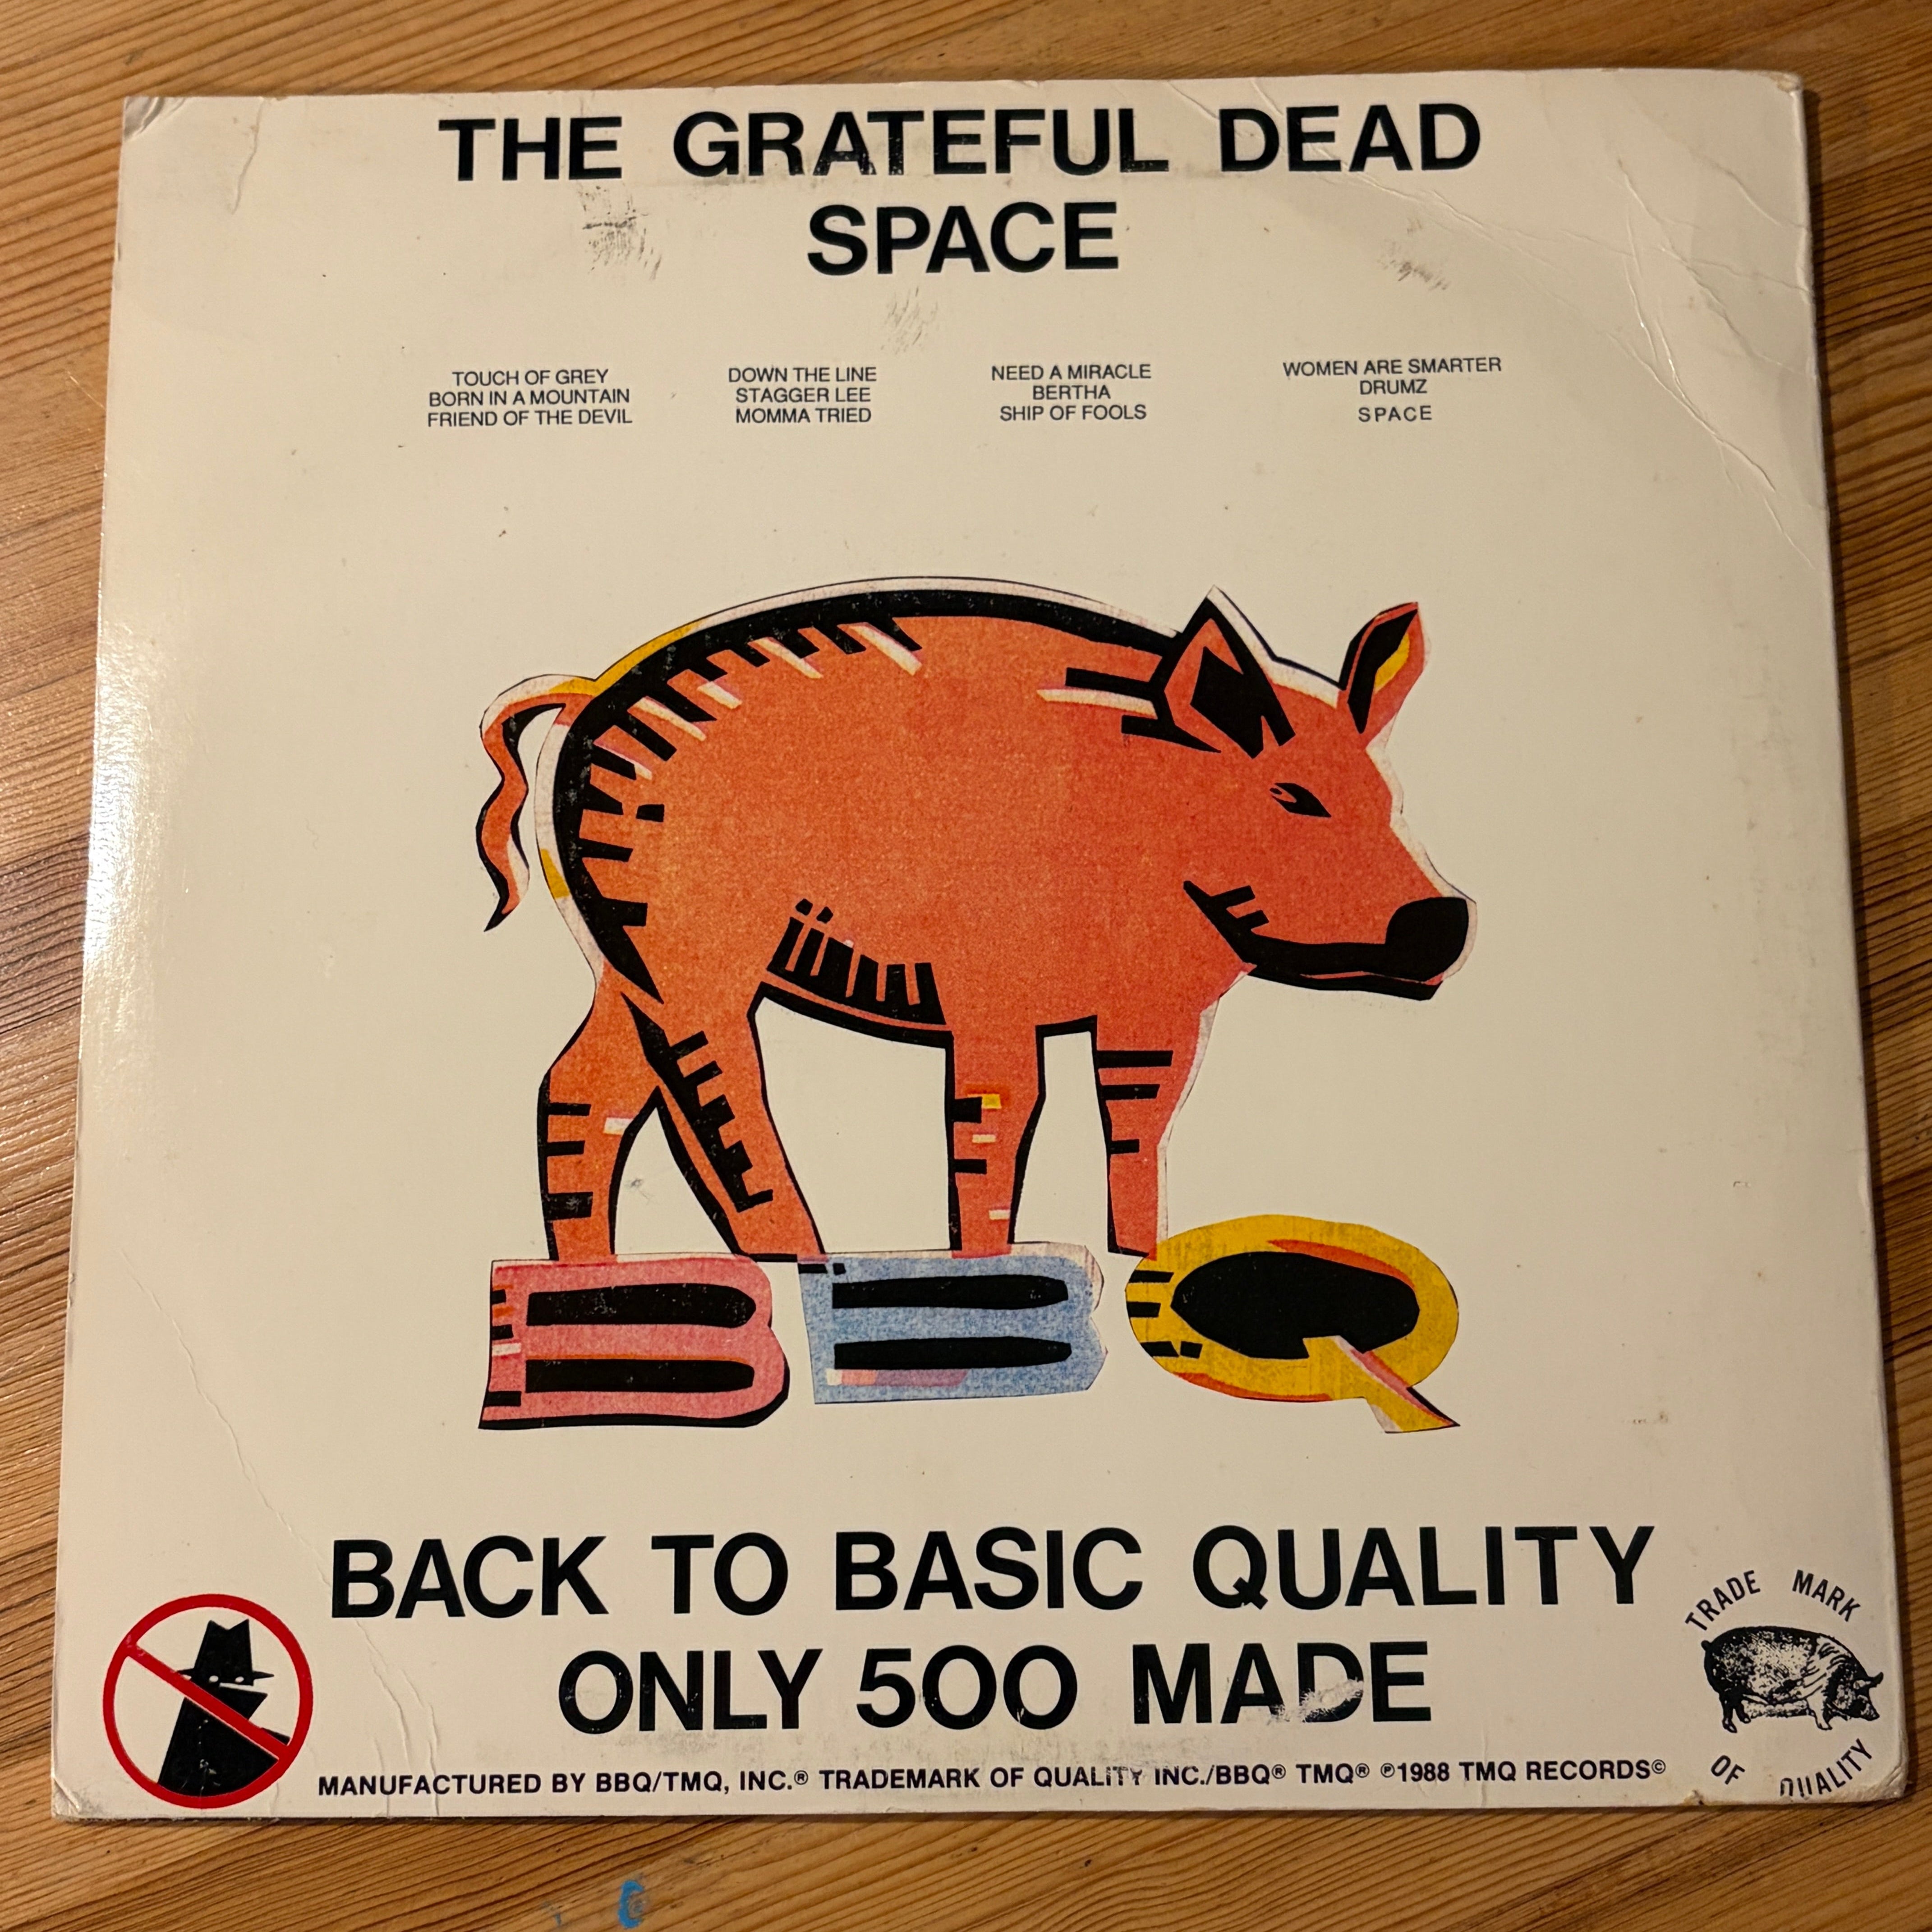 THE GRATEFUL DEAD
SPACE
TOUCH OF GREY
BORN IN A MOUNTAIN
FRIEND OF THE DEVIL
DOWN THE LINE
STAGGER LEE
MOMMA TRIED
NEED A MIRACLE
BERTHA
SHIP OF FOOLS
WOMEN ARE SMARTER
DRUMZ
SPACE
BBQ
BACK TO BASIC QUALITY
ONLY 500 MADE
MANUFACTURED BY BBQ/TMQ, INC.® TRADEMARK OF QUALITY INC./BBQ® TMQ® ℗1988 TMQ RECORDS©
TRADE MARK
OF QUALITY